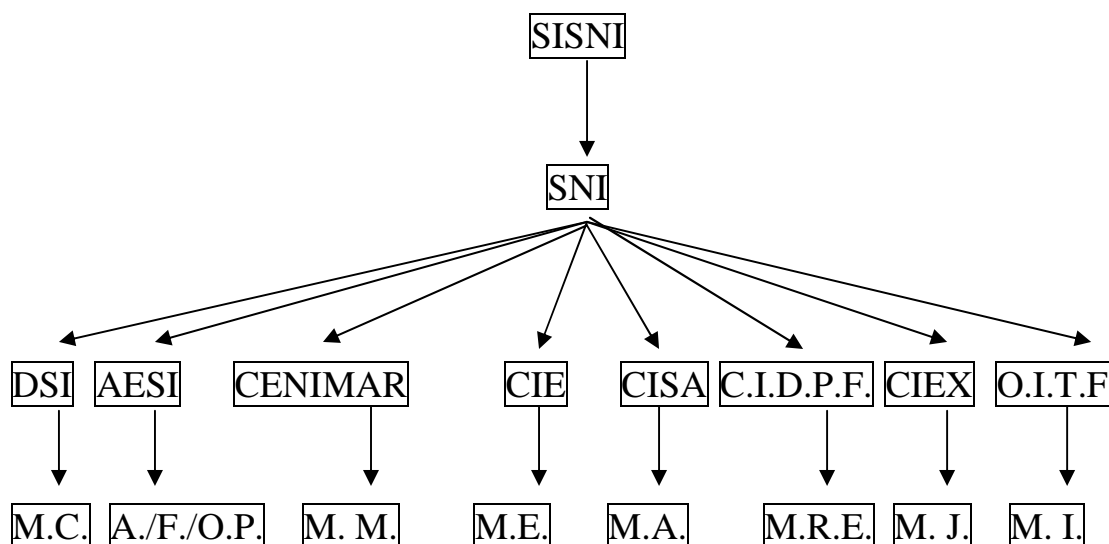 SISNI
SNI
DSI AESI CENIMAR CIE CISA C.I.D.P.F. CIEX O.I.T.F
M.C. A./F./O.P. M. M. M.E. M.A. M.R.E. M. J. M. I.